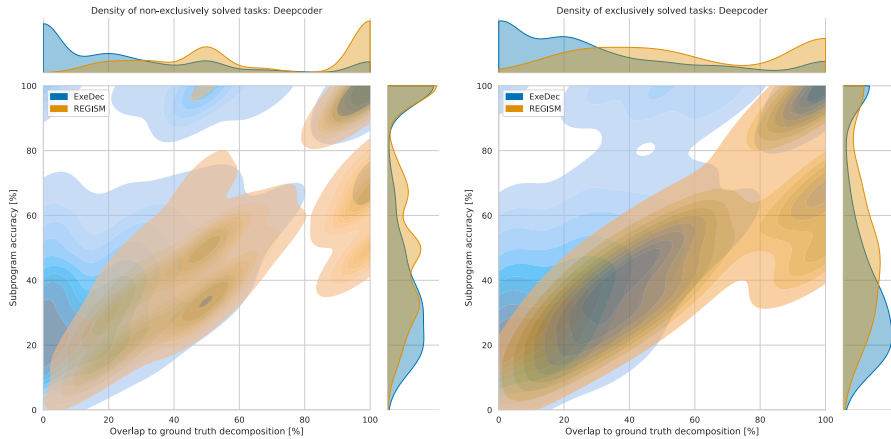 Density of non-exclusively solved tasks: Deepcoder
100
80
60
40
20
0
Subprogram accuracy [%]
ExeDec
REGISM
0 20 40 60 80 100
Overlap to ground truth decomposition [%]
Density of exclusively solved tasks: Deepcoder
100
80
60
40
20
0
Subprogram accuracy [%]
ExeDec
REGISM
0 20 40 60 80 100
Overlap to ground truth decomposition [%]